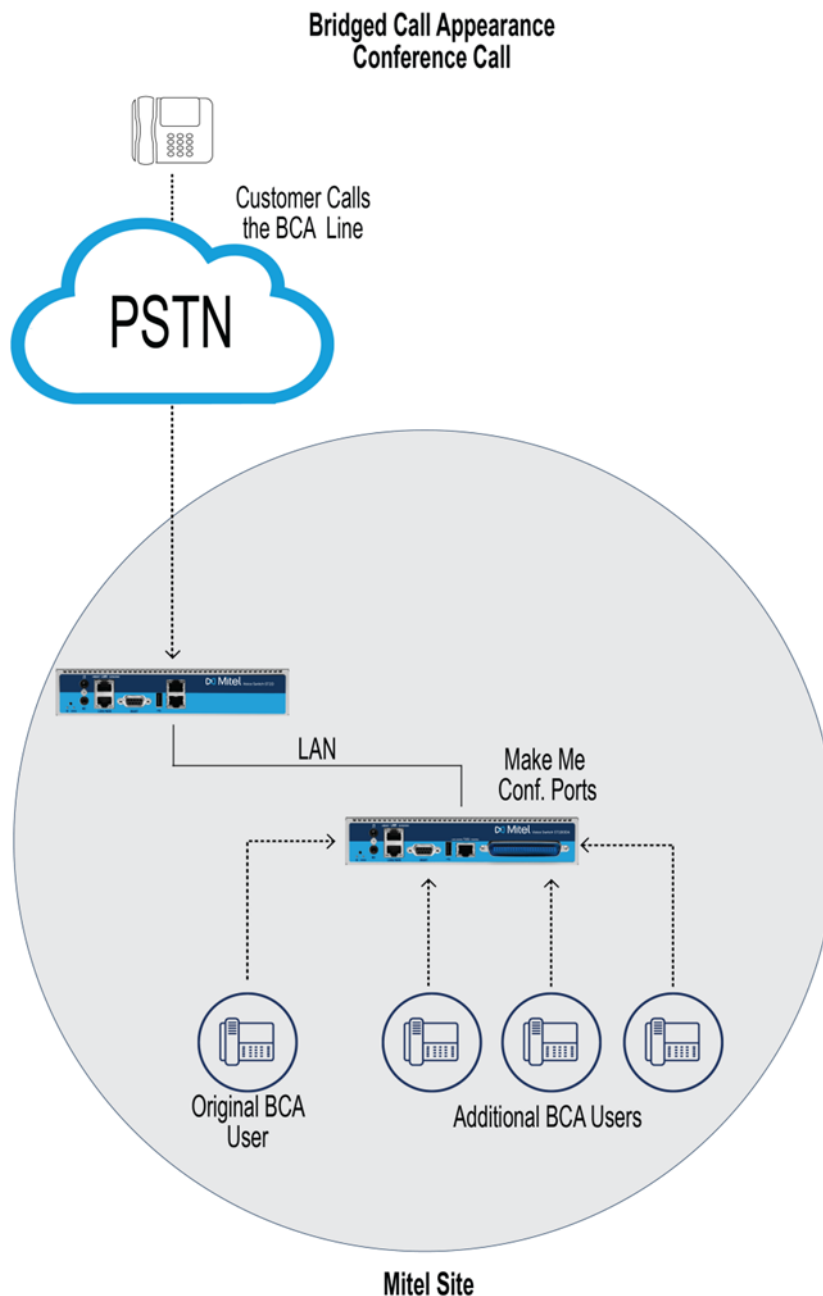 Bridged Call Appearance
Conference Call
Customer Calls
the BCA Line
PSTN
Mitel
LAN
Make Me
Conf. Ports
Mitel
Original BCA
User
Additional BCA Users
Mitel Site